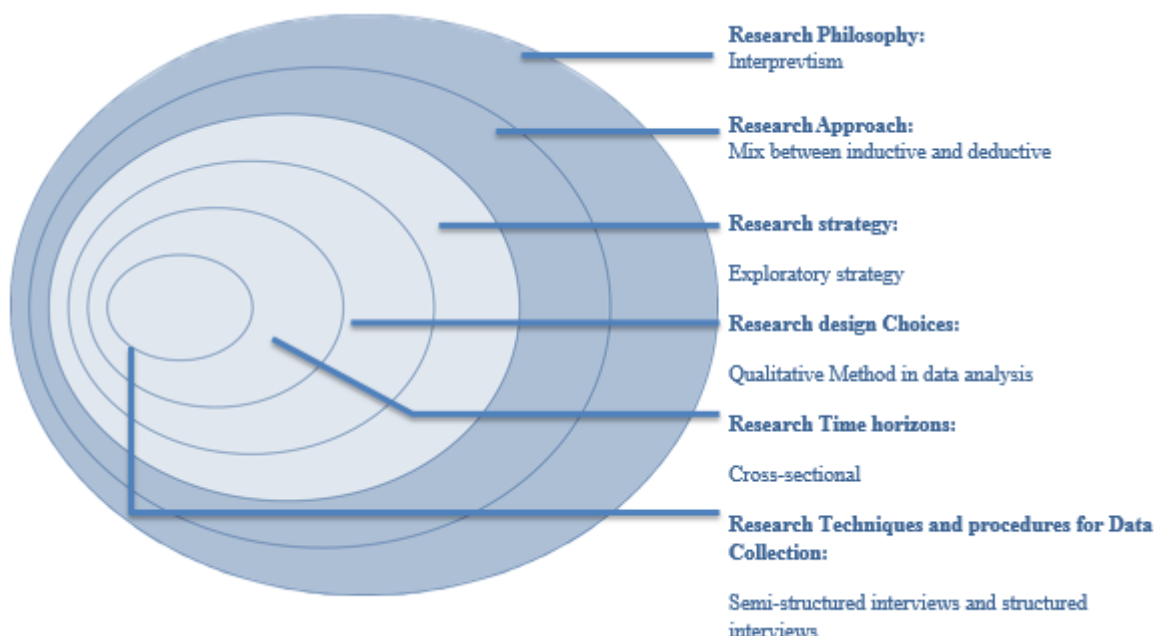 Research Philosophy:
Interprevtism
Research Approach:
Mix between inductive and deductive
Research strategy:
Exploratory strategy
Research design Choices:
Qualitative Method in data analysis
Research Time horizons:
Cross-sectional
Research Techniques and procedures for Data
Collection:
Semi-structured interviews and structured
interviews